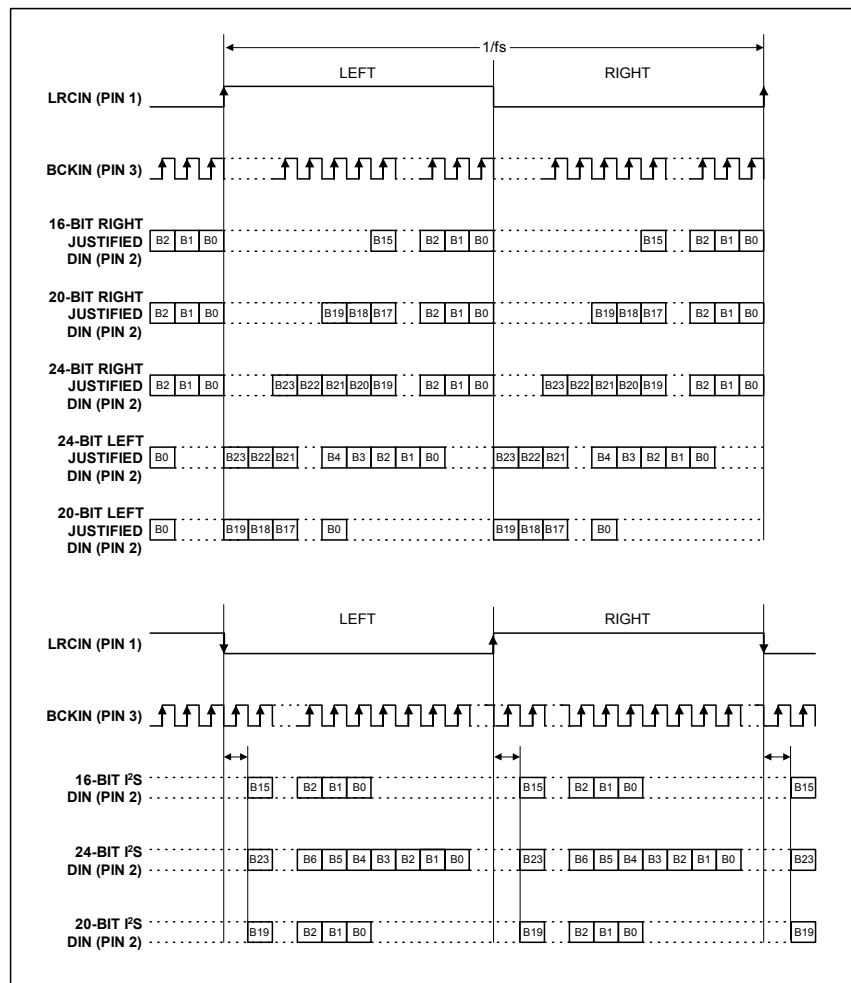 1/fs
LEFT RIGHT
LRCIN (PIN 1)
BCKIN (PIN 3)
16-BIT RIGHT
JUSTIFIED
DIN (PIN 2)
B2 B1 B0 B15 B2 B1 B0 B15 B2 B1 B0
20-BIT RIGHT
JUSTIFIED
DIN (PIN 2)
B2 B1 B0 B19 B18 B17 B2 B1 B0 B19 B18 B17 B2 B1 B0
24-BIT RIGHT
JUSTIFIED
DIN (PIN 2)
B2 B1 B0 B23 B22 B21 B20 B19 B2 B1 B0 B23 B22 B21 B20 B19 B2 B1 B0
24-BIT LEFT
JUSTIFIED
DIN (PIN 2)
B0 B23 B22 B21 B4 B3 B2 B1 B0 B23 B22 B21 B4 B3 B2 B1 B0
20-BIT LEFT
JUSTIFIED
DIN (PIN 2)
B0 B19 B18 B17 B0 B19 B18 B17 B0
LEFT RIGHT
LRCIN (PIN 1)
BCKIN (PIN 3)
16-BIT I²S
DIN (PIN 2)
B15 B2 B1 B0 B15 B2 B1 B0 B15
24-BIT I²S
DIN (PIN 2)
B23 B6 B5 B4 B3 B2 B1 B0 B23 B6 B5 B4 B3 B2 B1 B0 B23
20-BIT I²S
DIN (PIN 2)
B19 B2 B1 B0 B19 B2 B1 B0 B19